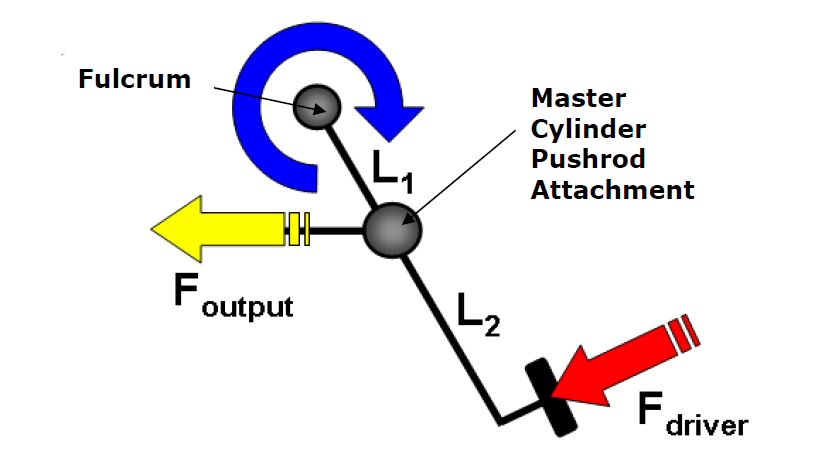 Fulcrum
Master
Cylinder
Pushrod
Attachment
L1
Foutput
L2
Fdriver